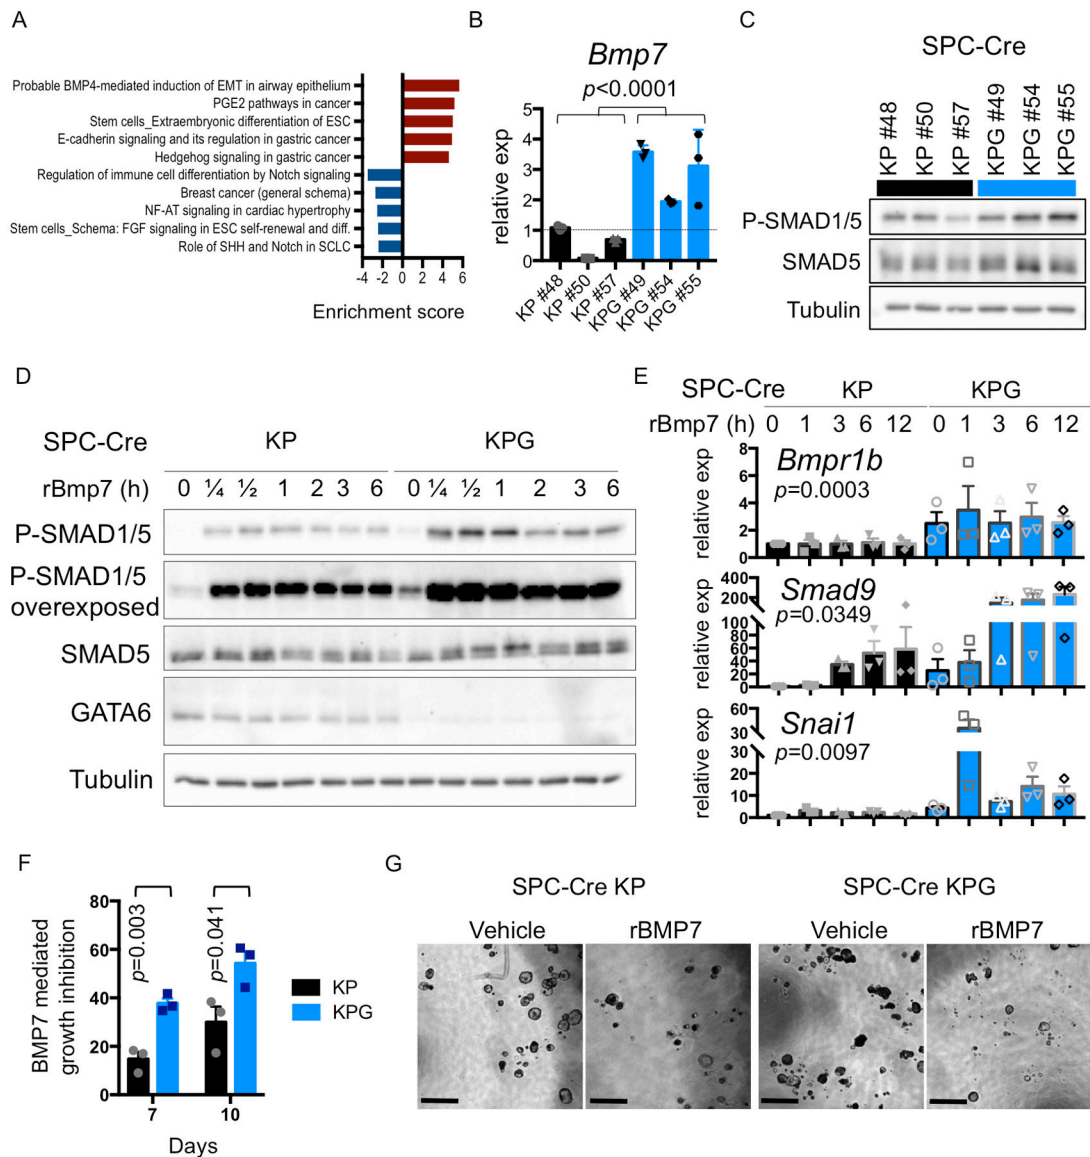 A
Probable BMP4-mediated induction of EMT in airway epithelium
PGE2 pathways in cancer
Stem cells_Extraembryonic differentiation of ESC
E-cadherin signaling and its regulation in gastric cancer
Hedgehog signaling in gastric cancer
Regulation of immune cell differentiation by Notch signaling
Breast cancer (general schema)
NF-AT signaling in cardiac hypertrophy
Stem cells_Schema: FGF signaling in ESC self-renewal and diff.
Role of SHH and Notch in SCLC
-4 -2 0 2 4 6
Enrichment score
B
Bmp7
p<0.0001
relative exp
5
4
3
2
1
0
KP #48
KP #50
KP #57
KPG #49
KPG #54
KPG #55
C
SPC-Cre
KP #48
KP #50
KP #57
KPG #49
KPG #54
KPG #55
P-SMAD1/5
SMAD5
Tubulin
D
SPC-Cre KP KPG
rBmp7 (h) 0 ¼ ½ 1 2 3 6 0 ¼ ½ 1 2 3 6
P-SMAD1/5
P-SMAD1/5
overexposed
SMAD5
GATA6
Tubulin
E
SPC-Cre KP KPG
rBmp7 (h) 0 1 3 6 12 0 1 3 6 12
relative exp
8
6
4
2
0
Bmpr1b
p=0.0003
relative exp
400
200
100
80
60
40
20
0
Smad9
p=0.0349
relative exp
60
30
30
20
10
0
Snai1
p=0.0097
F
BMP7 mediated
growth inhibition
80
60
40
20
0
p=0.003
p=0.041
7 10
Days
KP
KPG
G
SPC-Cre KP SPC-Cre KPG
Vehicle rBMP7 Vehicle rBMP7